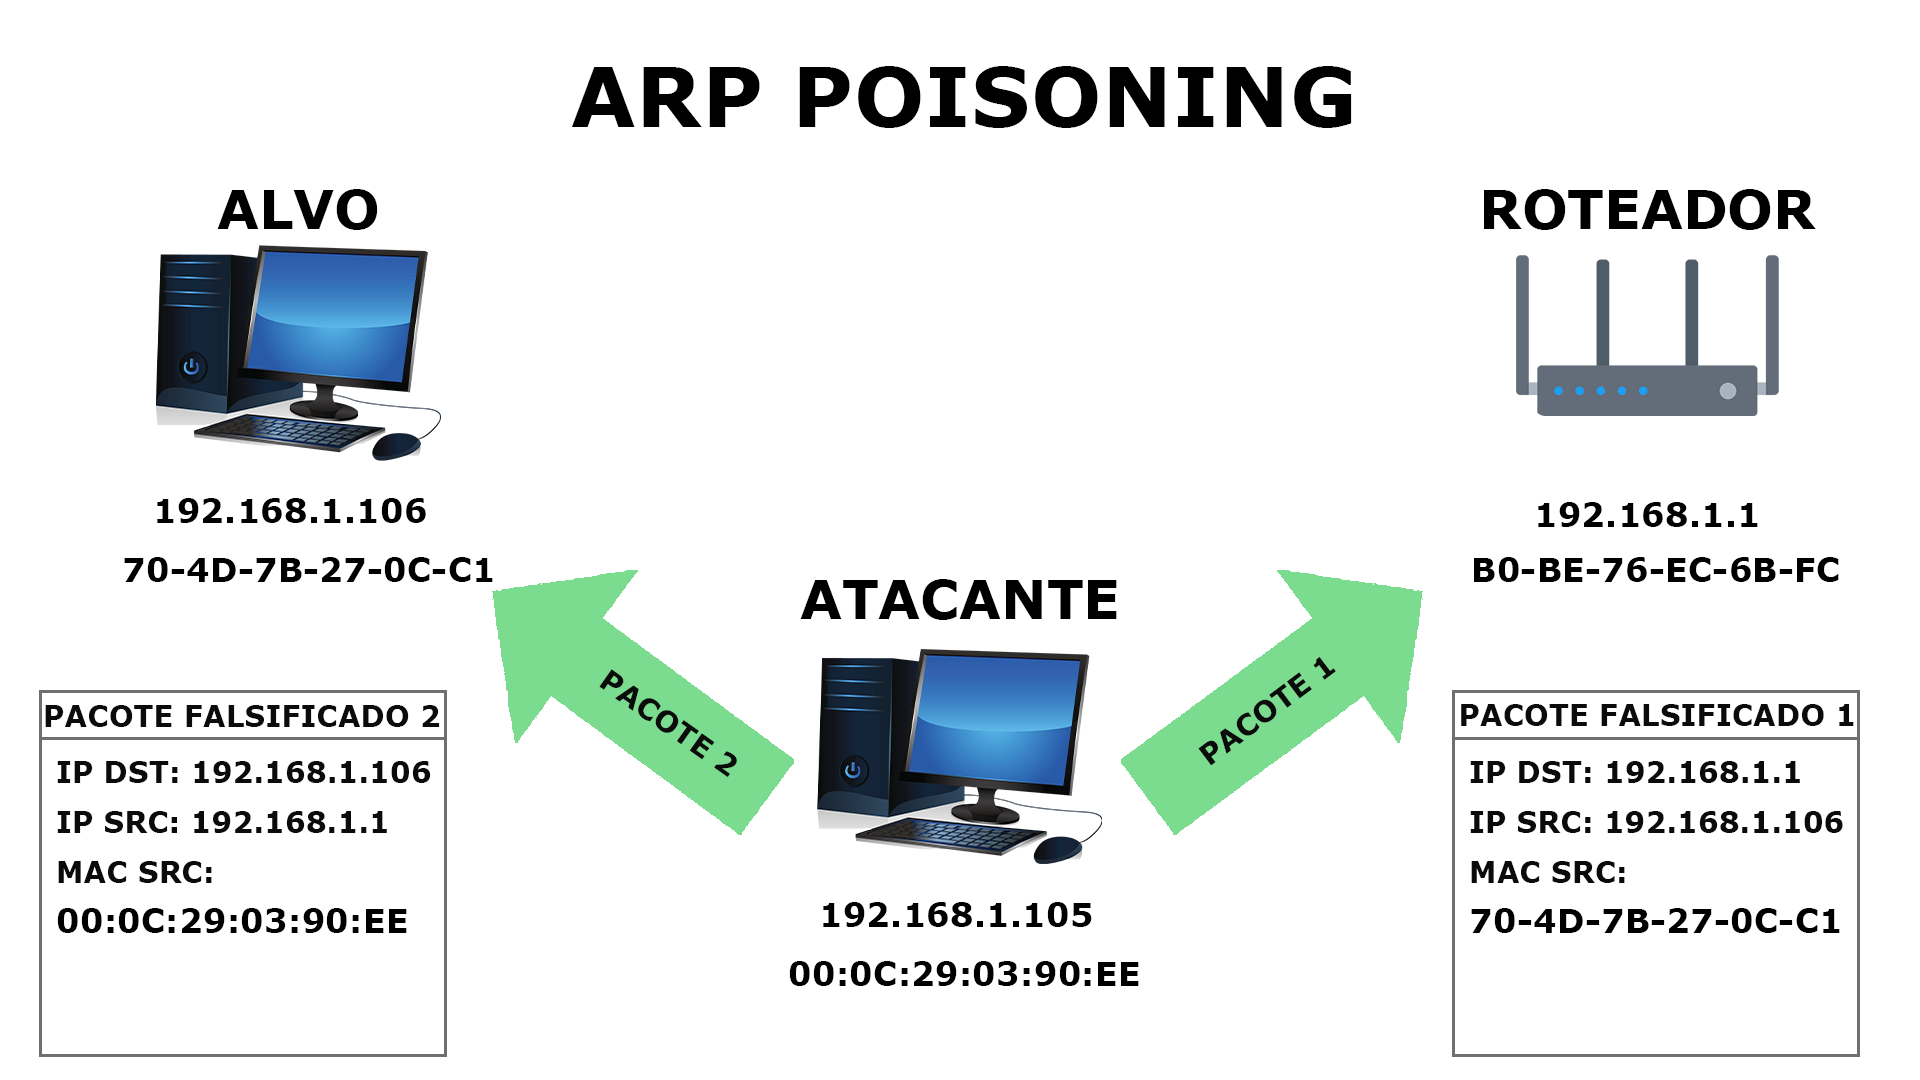 ARP POISONING
ALVO
192.168.1.106
70-4D-7B-27-0C-C1
ROTEADOR
192.168.1.1
B0-BE-76-EC-6B-FC
ATACANTE
192.168.1.105
00:0C:29:03:90:EE
PACOTE 2
PACOTE 1
PACOTE FALSIFICADO 2
IP DST: 192.168.1.106
IP SRC: 192.168.1.1
MAC SRC:
00:0C:29:03:90:EE
PACOTE FALSIFICADO 1
IP DST: 192.168.1.1
IP SRC: 192.168.1.106
MAC SRC:
70-4D-7B-27-0C-C1